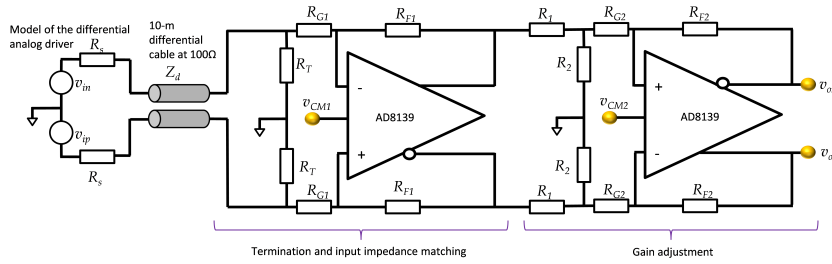 Model of the differential
analog driver
10-m
differential
cable at 100Ω
Rs
Zd
vin
vip
Rs
RG1
RF1
RT
vCM1
-
+
AD8139
RT
RG1
RF1
R1
RG2
RF2
R2
vCM2
+
-
AD8139
R2
R1
RG2
RF2
Termination and input impedance matching
Gain adjustment